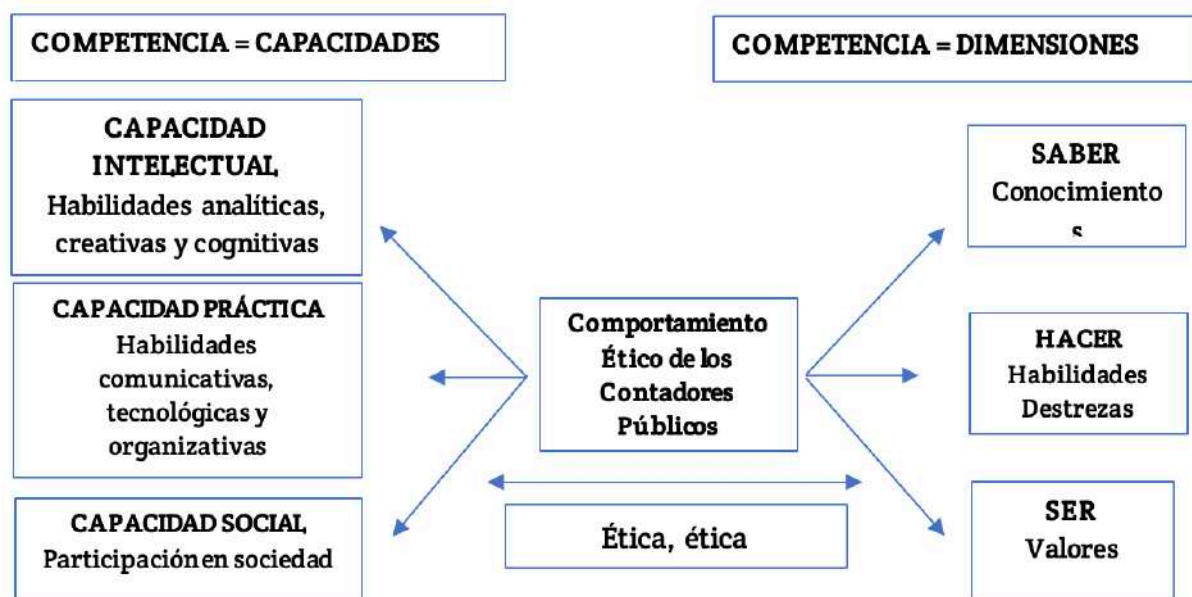 COMPETENCIA = CAPACIDADES
COMPETENCIA = DIMENSIONES
CAPACIDAD
INTELECTUAL
Habilidades analíticas,
creativas y cognitivas
CAPACIDAD PRÁCTICA
Habilidades
comunicativas,
tecnológicas y
organizativas
CAPACIDAD SOCIAL
Participación en sociedad
Comportamiento
Ético de los
Contadores
Públicos
Ética, ética
SABER
Conocimiento
s
HACER
Habilidades
Destrezas
SER
Valores